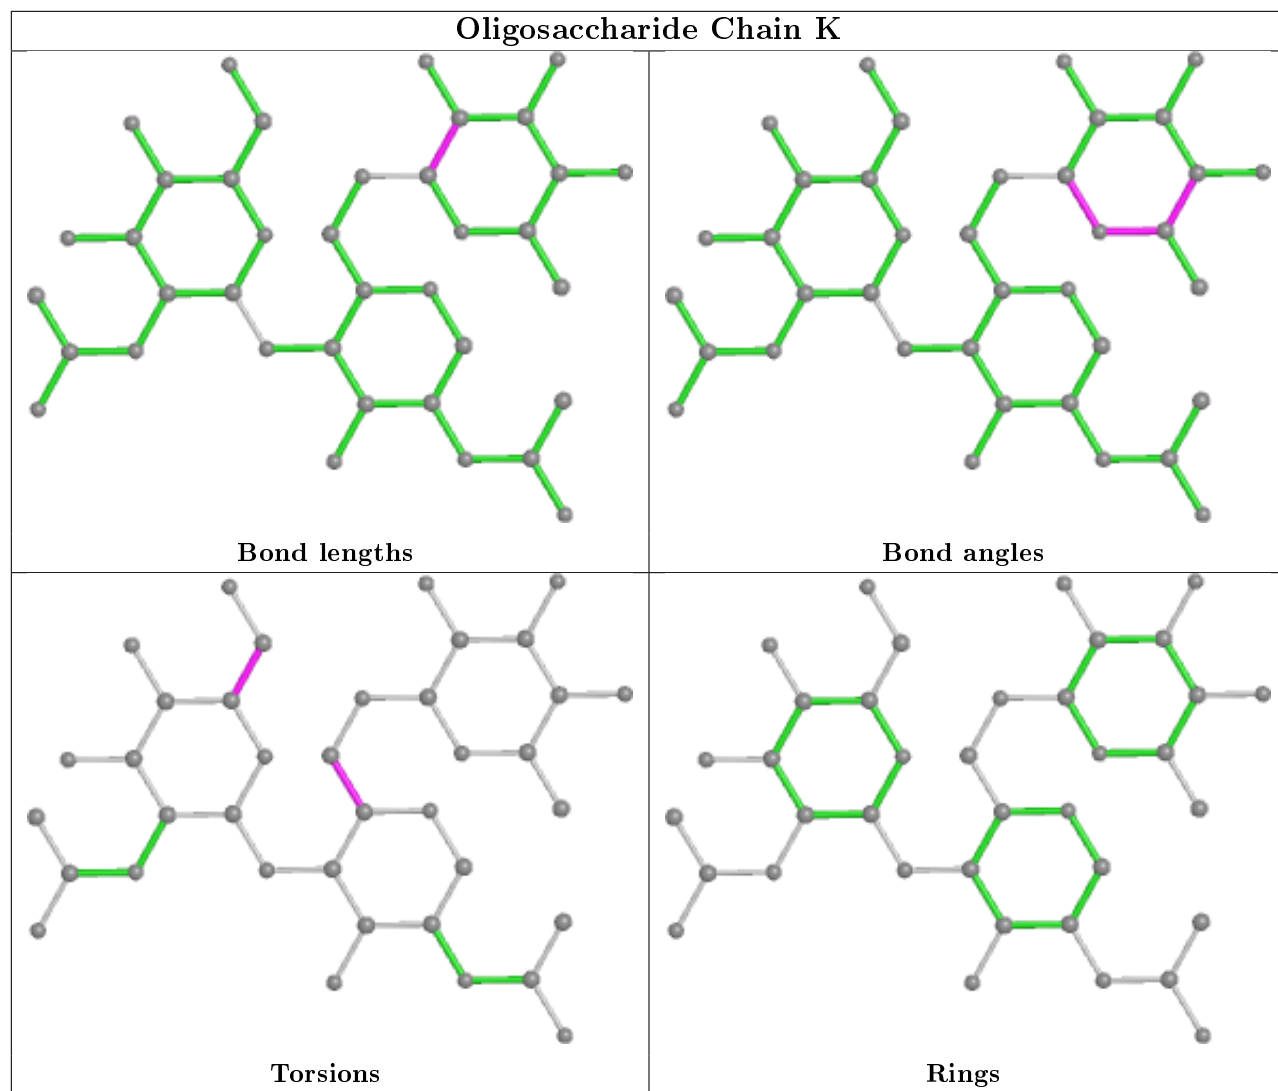 Oligosaccharide Chain K
Bond lengths
Bond angles
Torsions
Rings